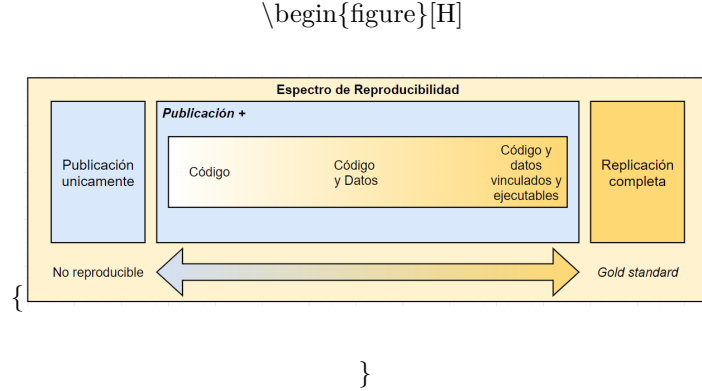 \begin{figure}[H]
Espectro de Reproducibilidad
Publicación
unicamente
Publicación +
Código
Código
y Datos
Código y
datos
vinculados y
ejecutables
Replicación
completa
No reproducible
Gold standard
{
}